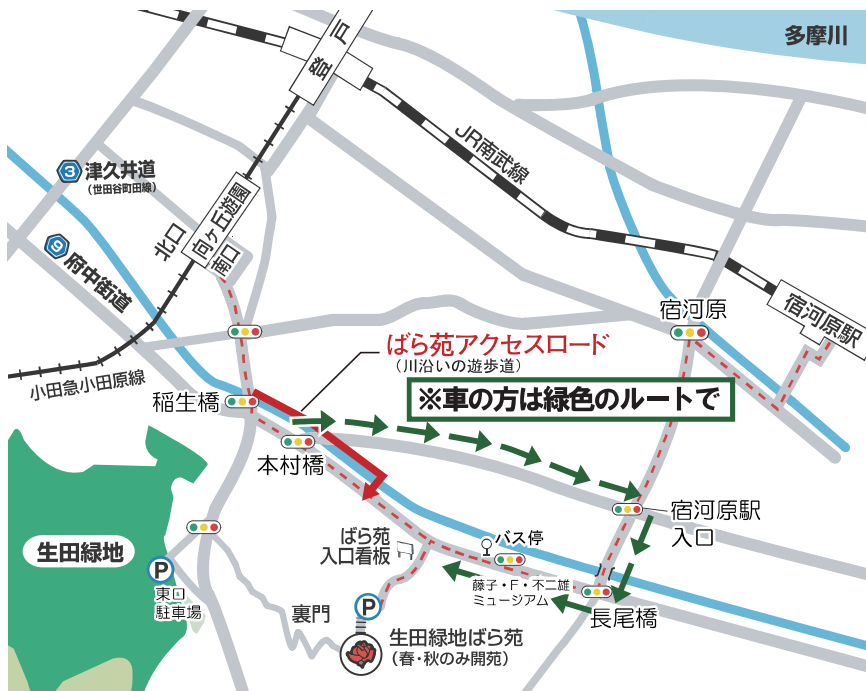 多摩川
登戸
JR南武線
3
津久井道
(世田谷町田線)
向ケ丘遊園
北口
南口
9
府中街道
宿河原
宿河原駅
ばら苑アクセスロード
(川沿いの遊歩道)
小田急小田原線
※車の方は緑色のルートで
稲生橋
本村橋
宿河原駅
入口
ばら苑
入口看板
バス停
生田緑地
P
東口
駐車場
藤子・F・不二雄
ミュージアム
長尾橋
裏門
P
生田緑地ばら苑
(春・秋のみ開苑)